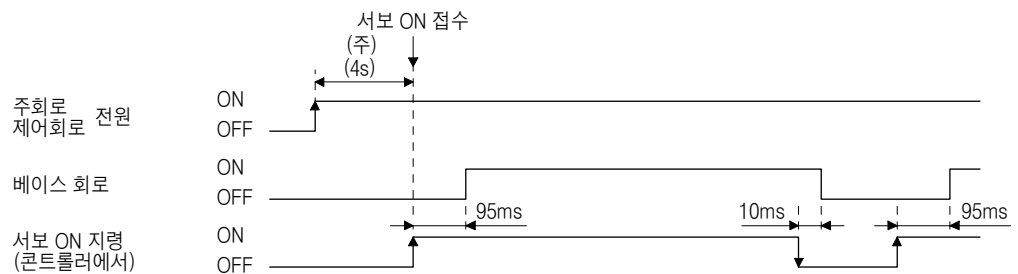 서보 ON 접수
(주)
(4s)
주회로
제어회로 전원
ON
OFF
베이스 회로
ON
OFF
95ms
10ms
95ms
서보 ON 지령
(콘트롤러에서)
ON
OFF